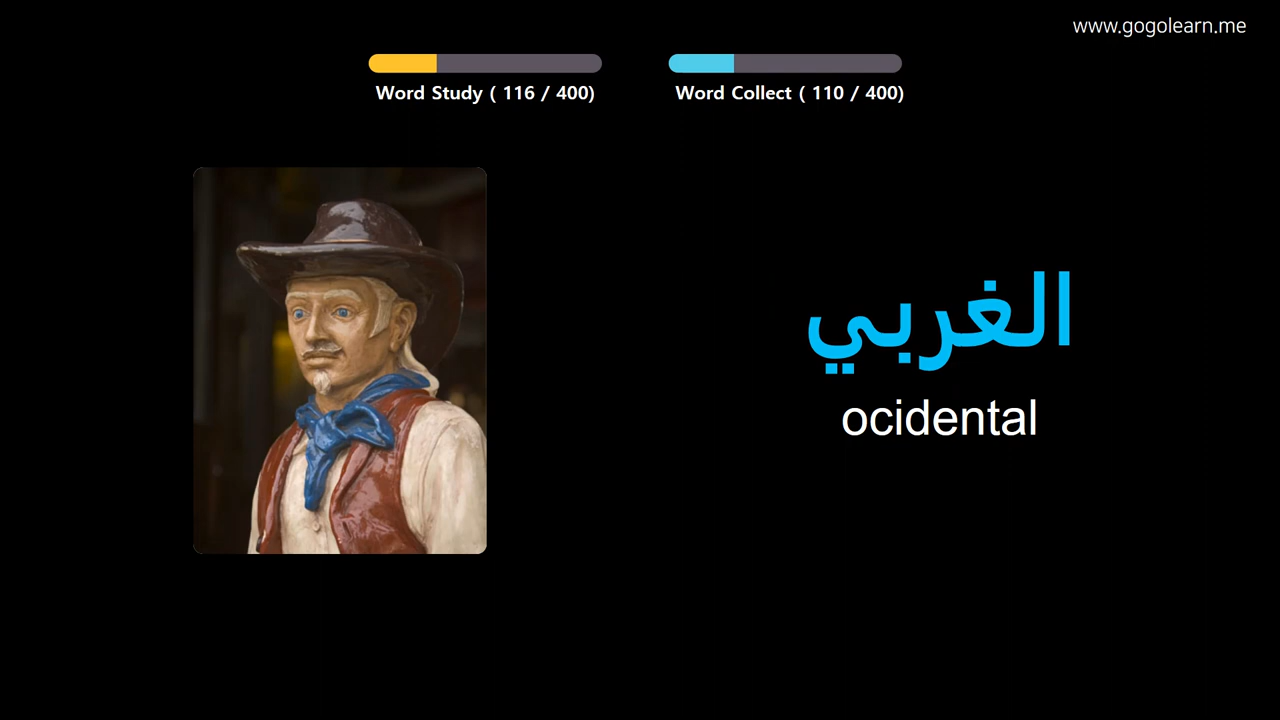 www.gogolearn.me
Word Study ( 116 / 400)
Word Collect ( 110 / 400)
الغربي
ocidental